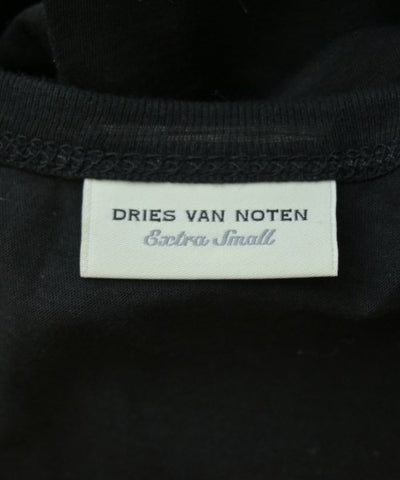 DRIES VAN NOTEN
Extra Small